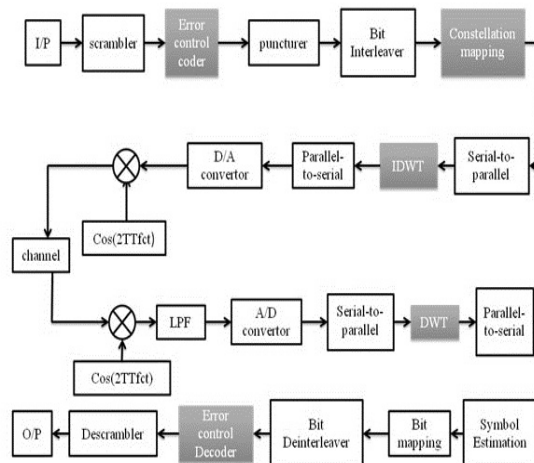 I/P
scrambler
Error
control
coder
puncturer
Bit
Interleaver
Constellation
mapping
D/A
convertor
Parallel-
to-serial
IDWT
Serial-to-
parallel
Cos(2TTfct)
channel
LPF
A/D
convertor
Serial-to-
parallel
DWT
Parallel-
to-serial
Cos(2TTfct)
O/P
Descrambler
Error
control
Decoder
Bit
Deinterleaver
Bit
mapping
Symbol
Estimation